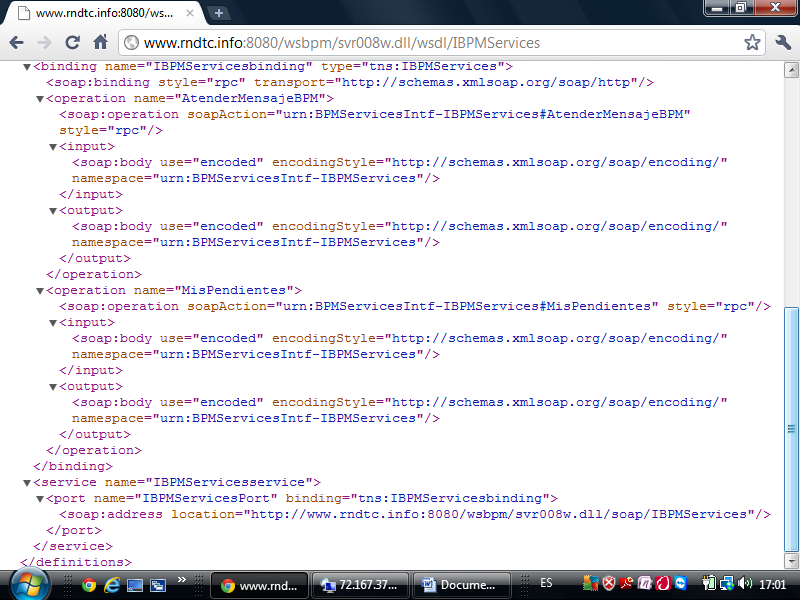 www.rndtc.info:8080/ws...
www.rndtc.info:8080/wsbpm/svr008w.dll/wsdl/IBPMServices
▼<binding name="IBPMServicesbinding" type="tns:IBPMServices">
<soap:binding style="rpc" transport="http://schemas.xmlsoap.org/soap/http"/>
▼<operation name="AtenderMensajeBPM">
<soap:operation soapAction="urn:BPMServicesIntf-IBPMServices#AtenderMensajeBPM"
style="rpc"/>
▼<input>
<soap:body use="encoded" encodingStyle="http://schemas.xmlsoap.org/soap/encoding/"
namespace="urn:BPMServicesIntf-IBPMServices"/>
</input>
▼<output>
<soap:body use="encoded" encodingStyle="http://schemas.xmlsoap.org/soap/encoding/"
namespace="urn:BPMServicesIntf-IBPMServices"/>
</output>
</operation>
▼<operation name="MisPendientes">
<soap:operation soapAction="urn:BPMServicesIntf-IBPMServices#MisPendientes" style="rpc"/>
▼<input>
<soap:body use="encoded" encodingStyle="http://schemas.xmlsoap.org/soap/encoding/"
namespace="urn:BPMServicesIntf-IBPMServices"/>
</input>
▼<output>
<soap:body use="encoded" encodingStyle="http://schemas.xmlsoap.org/soap/encoding/"
namespace="urn:BPMServicesIntf-IBPMServices"/>
</output>
</operation>
</binding>
▼<service name="IBPMServicesservice">
▼<port name="IBPMServicesPort" binding="tns:IBPMServicesbinding">
<soap:address location="http://www.rndtc.info:8080/wsbpm/svr008w.dll/soap/IBPMServices"/>
</port>
</service>
</definitions>
www.rnd... 72.167.37... Docume... ES 17:01